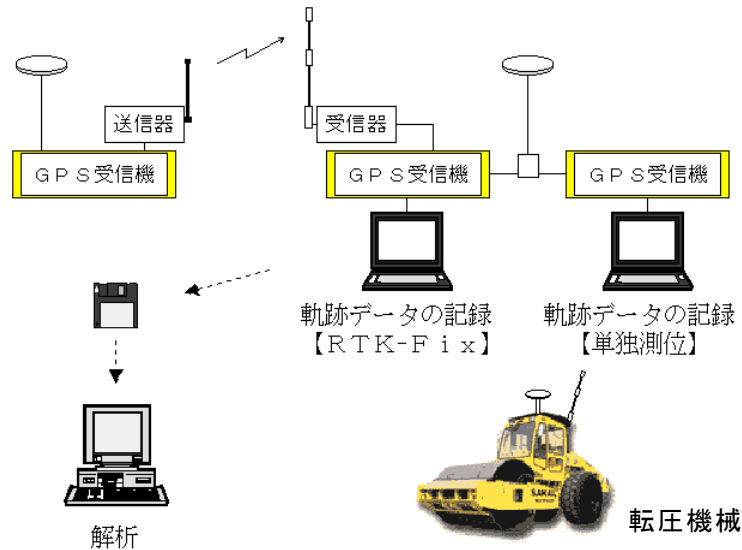 送信器
受信器
ＧＰＳ受信機
ＧＰＳ受信機
ＧＰＳ受信機
軌跡データの記録
【ＲＴＫ-Ｆｉｘ】
軌跡データの記録
【単独測位】
解析
SAKAI
転圧機械